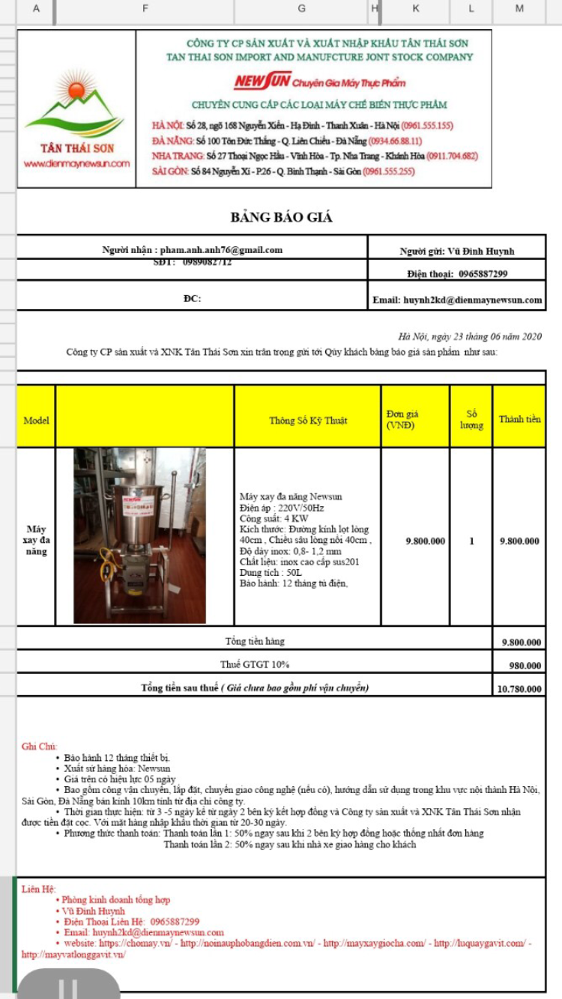 A F G H K L M
CÔNG TY CP SẢN XUẤT VÀ XUẤT NHẬP KHẨU TÂN THÁI SƠN
TAN THAI SON IMPORT AND MANUFCTURE JONT STOCK COMPANY
NEWSUN Chuyên Gia Máy Thực Phẩm
CHUYÊN CUNG CẤP CÁC LOẠI MÁY CHẾ BIẾN THỰC PHẨM
HÀ NỘI: Số 28, ngõ 168 Nguyễn Xiển - Hạ Đình - Thanh Xuân - Hà Nội (0961.555.155)
ĐÀ NẴNG: Số 100 Tôn Đức Thắng - Q. Liên Chiểu - Đà Nẵng (0934.66.88.11)
NHA TRANG: Số 27 Thoại Ngọc Hầu - Vĩnh Hòa - Tp. Nha Trang - Khánh Hòa (0911.704.682)
SÀI GÒN: Số 84 Nguyễn Xí - P.26 - Q. Bình Thạnh - Sài Gòn (0961.555.255)
TÂN THÁI SƠN
www.dienmaynewsun.com
BẢNG BÁO GIÁ
Người nhận : pham.anh.anh76@gmail.com
Người gửi: Vũ Đình Huynh
SĐT: 0989082712
Điện thoại: 0965887299
ĐC:
Email: huynh2kd@dienmaynewsun.com
Hà Nội, ngày 23 tháng 06 năm 2020
Công ty CP sản xuất và XNK Tân Thái Sơn xin trân trọng gửi tới Qúy khách bảng báo giá sản phẩm như sau:
Model
Thông Số Kỹ Thuật
Đơn giá
(VNĐ)
Số
lượng
Thành tiền
Máy
xay đa
năng
NEWSUN
Máy xay đa năng Newsun
Điện áp : 220V/50Hz
Công suất: 4 KW
Kích thước: Đường kính lọt lòng
40cm , Chiều sâu lòng nồi 40cm ,
Độ dày inox: 0,8- 1,2 mm
Chất liệu: inox cao cấp sus201
Dung tích : 50L
Bảo hành: 12 tháng tủ điện,
9.800.000
1
9.800.000
Tổng tiền hàng 9.800.000
Thuế GTGT 10% 980.000
Tổng tiền sau thuế ( Giá chưa bao gồm phí vận chuyển) 10.780.000
Ghi Chú:
• Bảo hành 12 tháng thiết bị.
• Xuất sứ hàng hóa: Newsun
• Giá trên có hiệu lực 05 ngày
• Bao gồm công vận chuyển, lắp đặt, chuyển giao công nghệ (nếu có), hướng dẫn sử dụng trong khu vực nội thành Hà Nội,
Sài Gòn, Đà Nẵng bán kính 10km tính từ địa chỉ công ty.
• Thời gian thực hiện: từ 3 -5 ngày kể từ ngày 2 bên ký kết hợp đồng và Công ty sản xuất và XNK Tân Thái Sơn nhận
được tiền đặt cọc. Với mặt hàng nhập khẩu thời gian từ 20-30 ngày.
• Phương thức thanh toán: Thanh toán lần 1: 50% ngay sau khi 2 bên ký hợp đồng hoặc thống nhất đơn hàng
Thanh toán lần 2: 50% ngay sau khi nhà xe giao hàng cho khách
Liên Hệ:
• Phòng kinh doanh tổng hợp
• Vũ Đình Huynh
• Điện Thoại Liên Hệ: 0965887299
• Email: huynh2kd@dienmaynewsun.com
• website: https://chomay.vn/ - http://noinauphobangdien.com.vn/ - http://mayxaygiocha.com/ - http://luquaygavit.com/ -
http://mayvatlonggavit.vn/